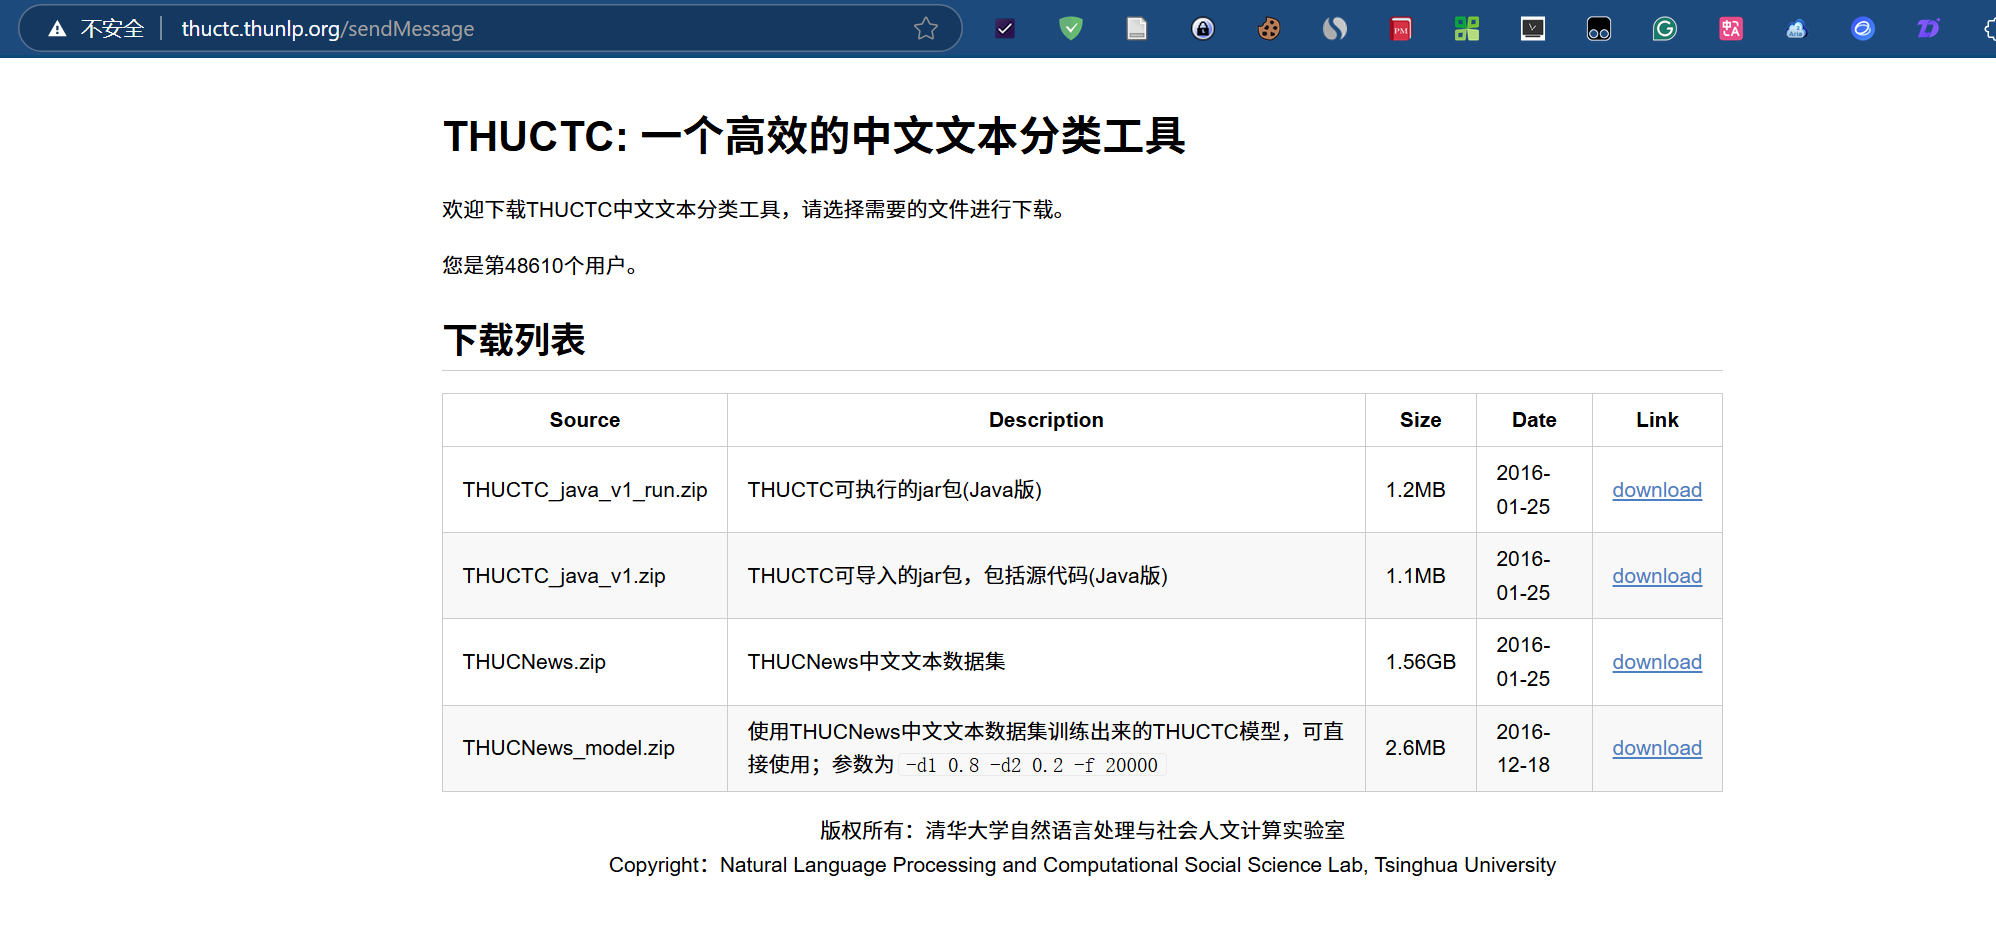 不安全 | thuctc.thunlp.org/sendMessage
THUCTC: 一个高效的中文文本分类工具
欢迎下载THUCTC中文文本分类工具，请选择需要的文件进行下载。
您是第48610个用户。
下载列表
Source Description Size Date Link
THUCTC_java_v1_run.zip THUCTC可执行的jar包(Java版) 1.2MB 2016-01-25 download
THUCTC_java_v1.zip THUCTC可导入的jar包，包括源代码(Java版) 1.1MB 2016-01-25 download
THUCNews.zip THUCNews中文文本数据集 1.56GB 2016-01-25 download
THUCNews_model.zip 使用THUCNews中文文本数据集训练出来的THUCTC模型，可直接使用；参数为 -d1 0.8 -d2 0.2 -f 20000 2.6MB 2016-12-18 download
版权所有：清华大学自然语言处理与社会人文计算实验室
Copyright：Natural Language Processing and Computational Social Science Lab, Tsinghua University